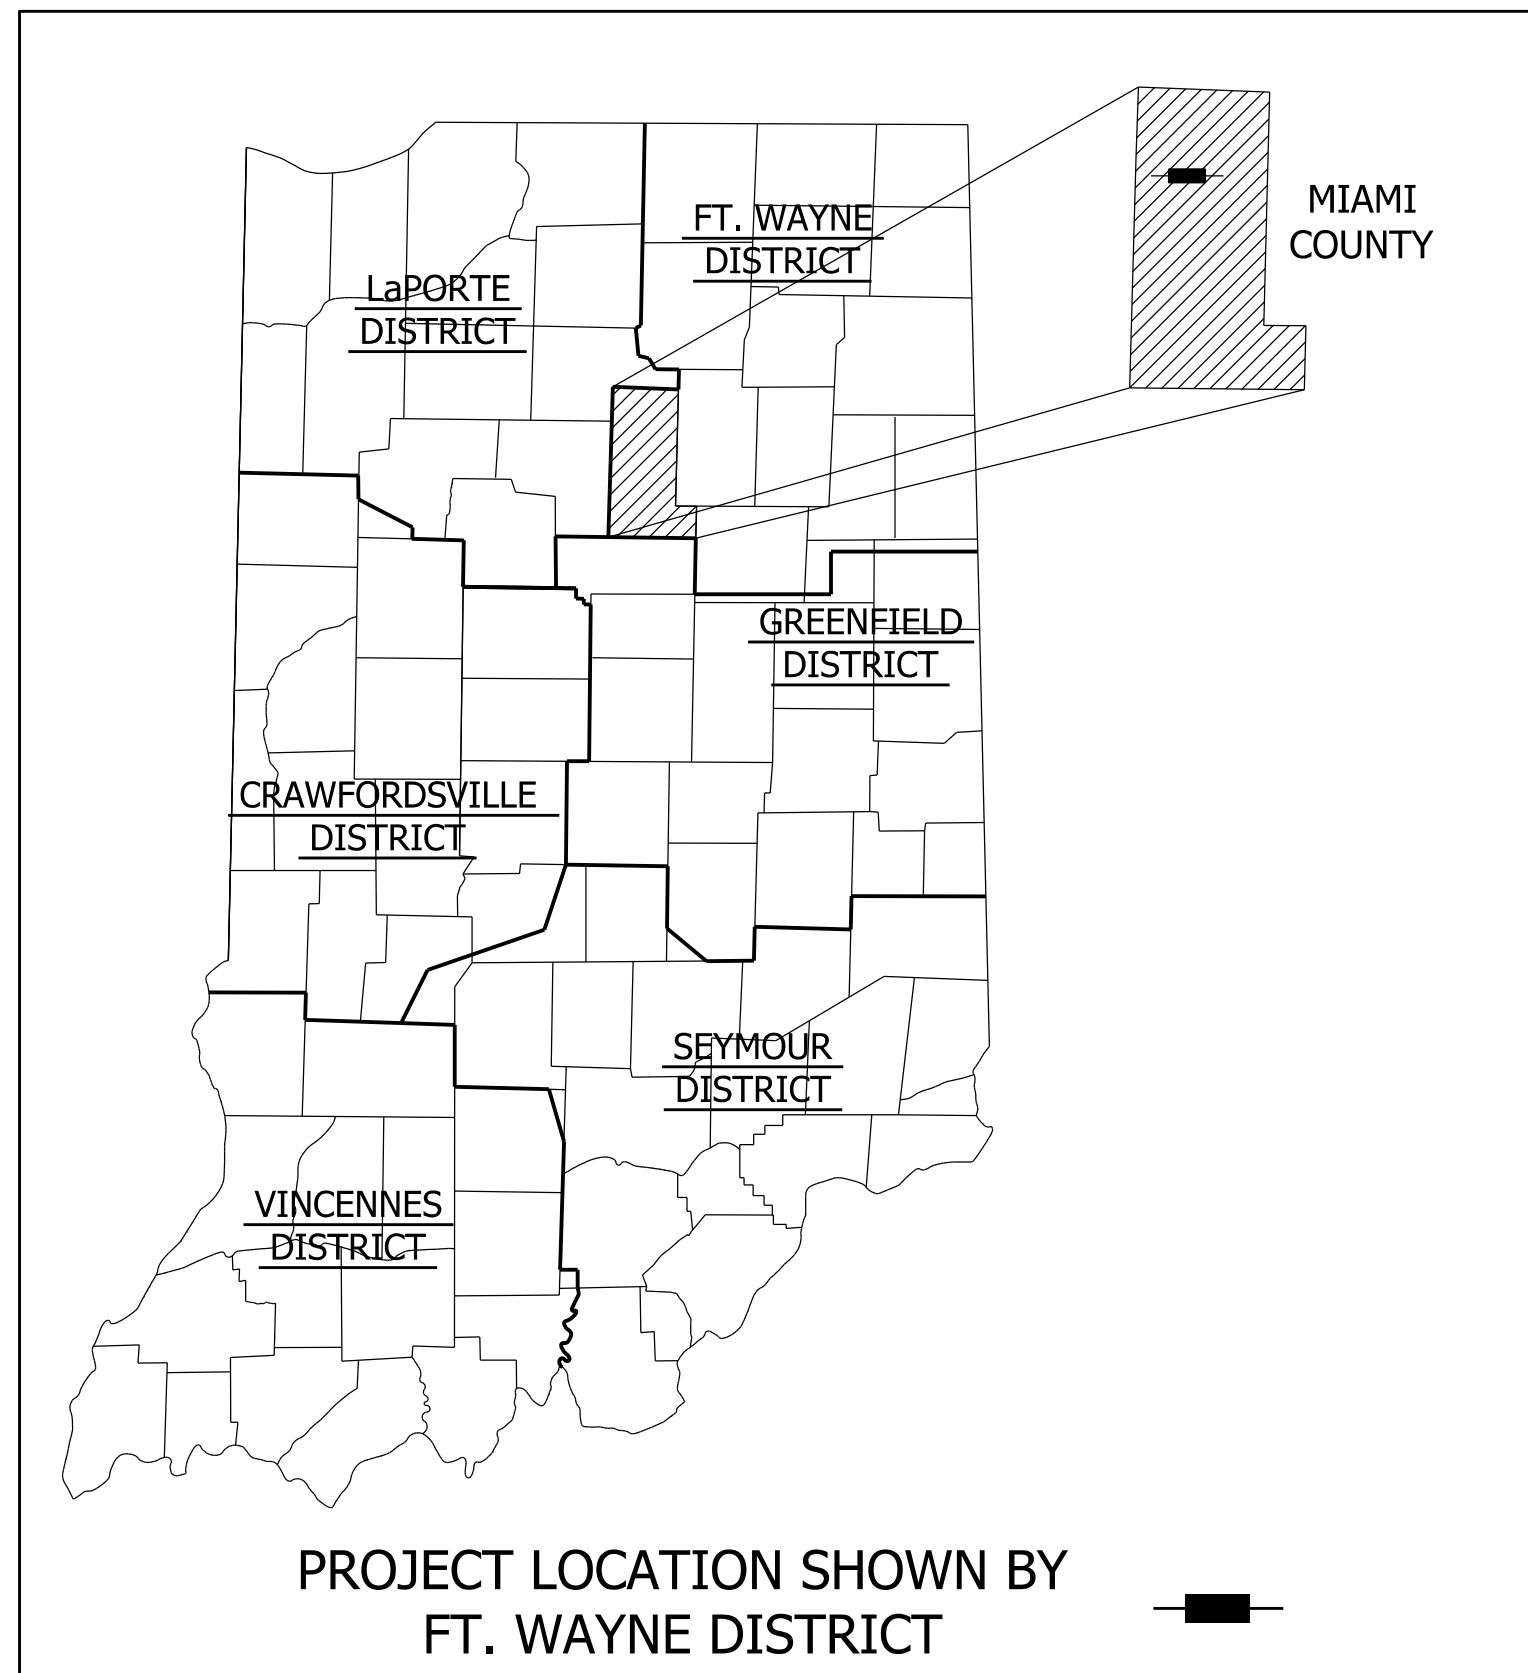 FT. WAYNE
DISTRICT
MIAMI
COUNTY
LaPORTE
DISTRICT
GREENFIELD
DISTRICT
CRAWFORDSVILLE
DISTRICT
SEYMOUR
DISTRICT
VINCENNES
DISTRICT
PROJECT LOCATION SHOWN BY
FT. WAYNE DISTRICT